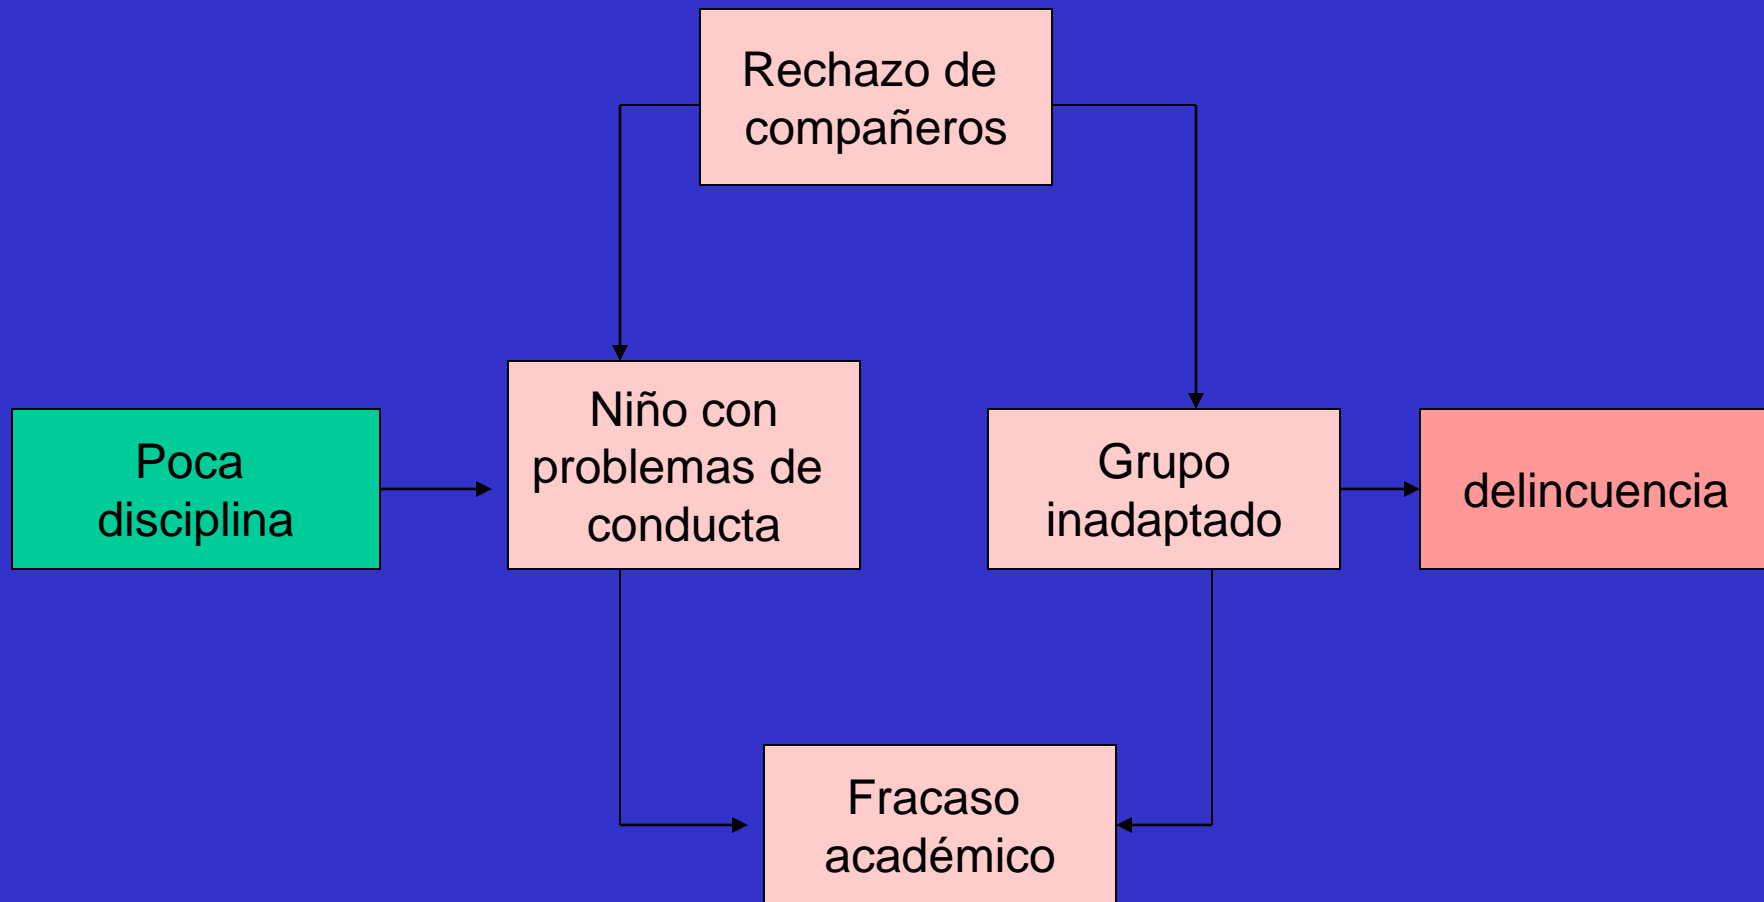 Rechazo de
compañeros
Niño con
problemas de
conducta
Poca
disciplina
Grupo
inadaptado
delincuencia
Fracaso
académico